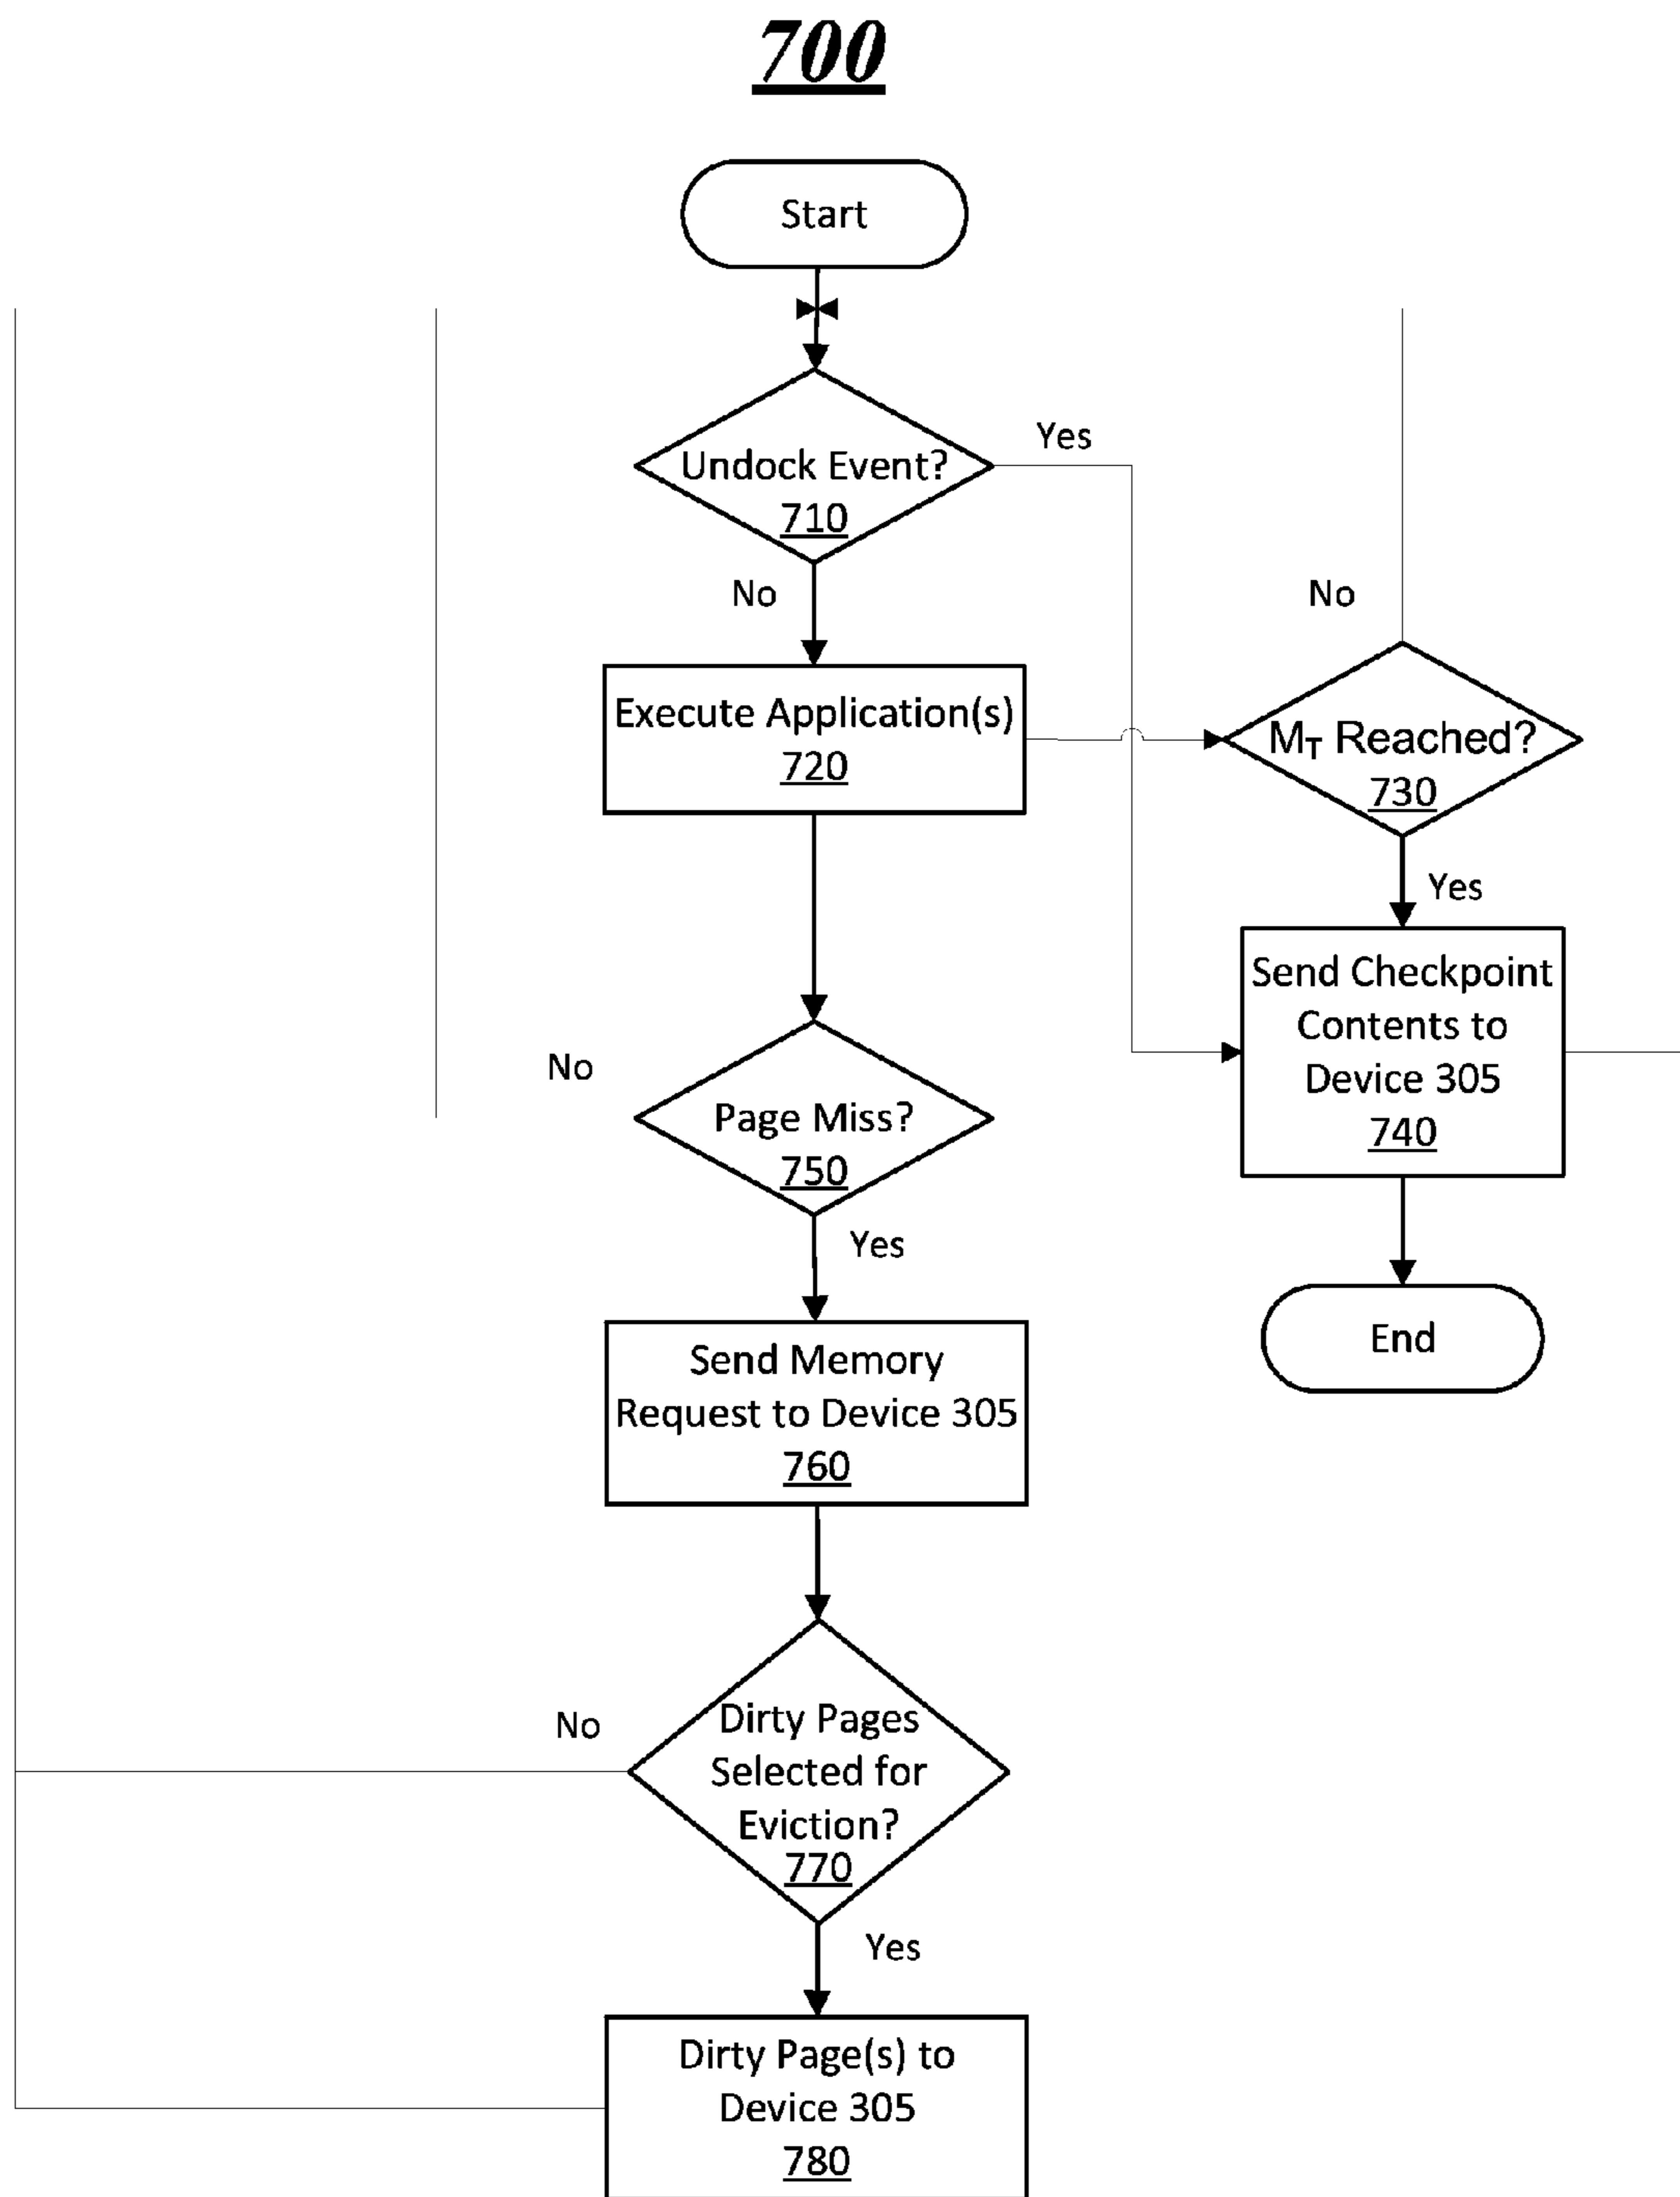 700
Start
Undock Event?
710
Yes
No
Execute Application(s)
720
No
M_T Reached?
730
Yes
Send Checkpoint
Contents to
Device 305
740
End
No
Page Miss?
750
Yes
Send Memory
Request to Device 305
760
No
Dirty Pages
Selected for
Eviction?
770
Yes
Dirty Page(s) to
Device 305
780